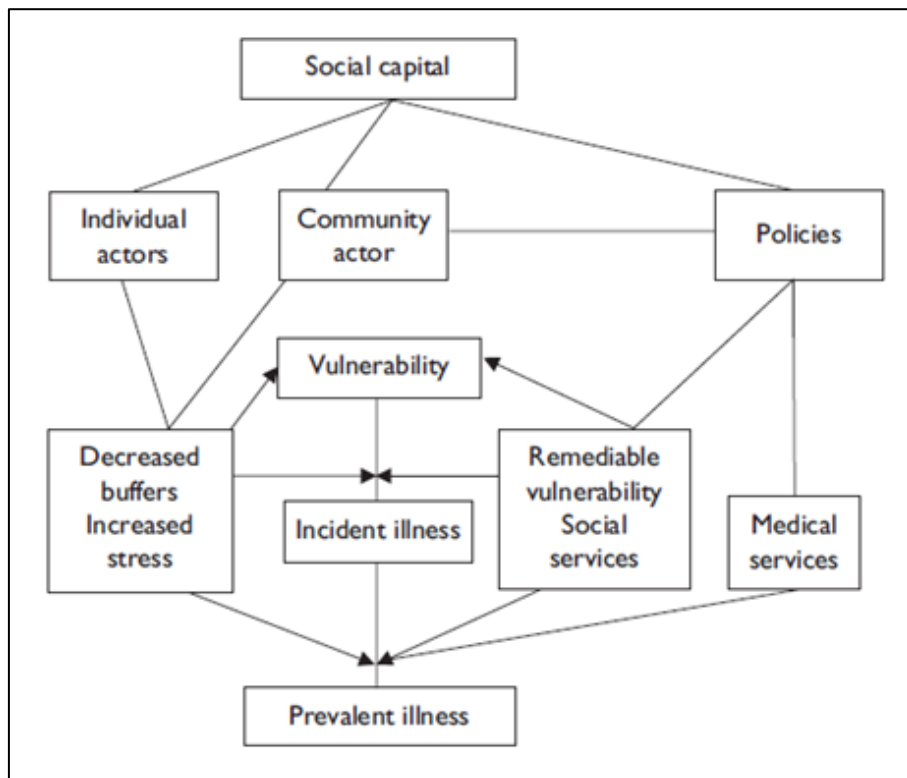 Social capital
Individual
actors
Community
actor
Policies
Vulnerability
Decreased
buffers
Increased
stress
Remediable
vulnerability
Social
services
Incident illness
Medical
services
Prevalent illness